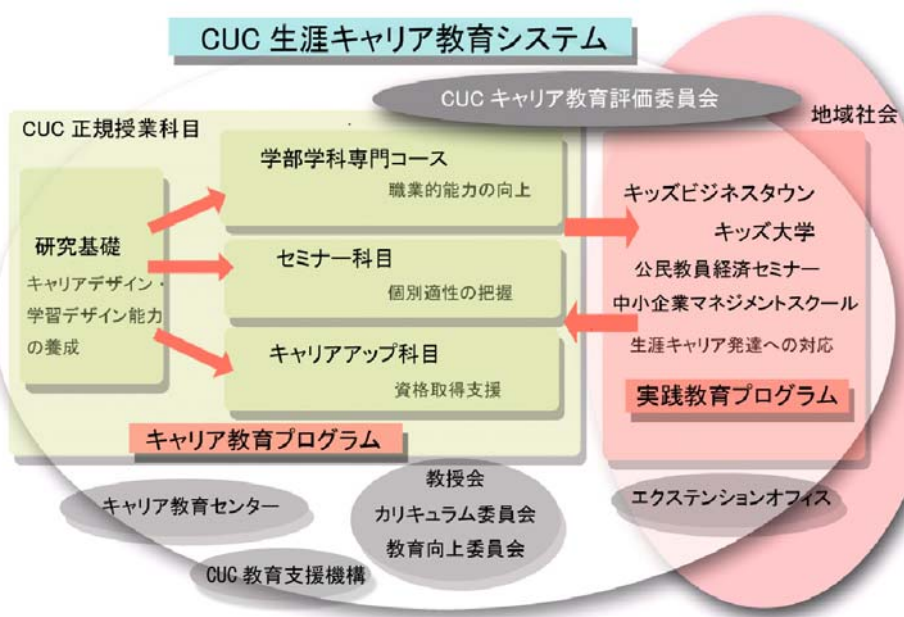 CUC 生涯キャリア教育システム
CUC キャリア教育評価委員会
地域社会
CUC 正規授業科目
研究基礎
キャリアデザイン・
学習デザイン能力
の養成
学部学科専門コース
職業的能力の向上
セミナー科目
個別適性の把握
キャリアアップ科目
資格取得支援
キャリア教育プログラム
キッズビジネスタウン
キッズ大学
公民教員経済セミナー
中小企業マネジメントスクール
生涯キャリア発達への対応
実践教育プログラム
キャリア教育センター
教授会
カリキュラム委員会
教育向上委員会
エクステンションオフィス
CUC 教育支援機構